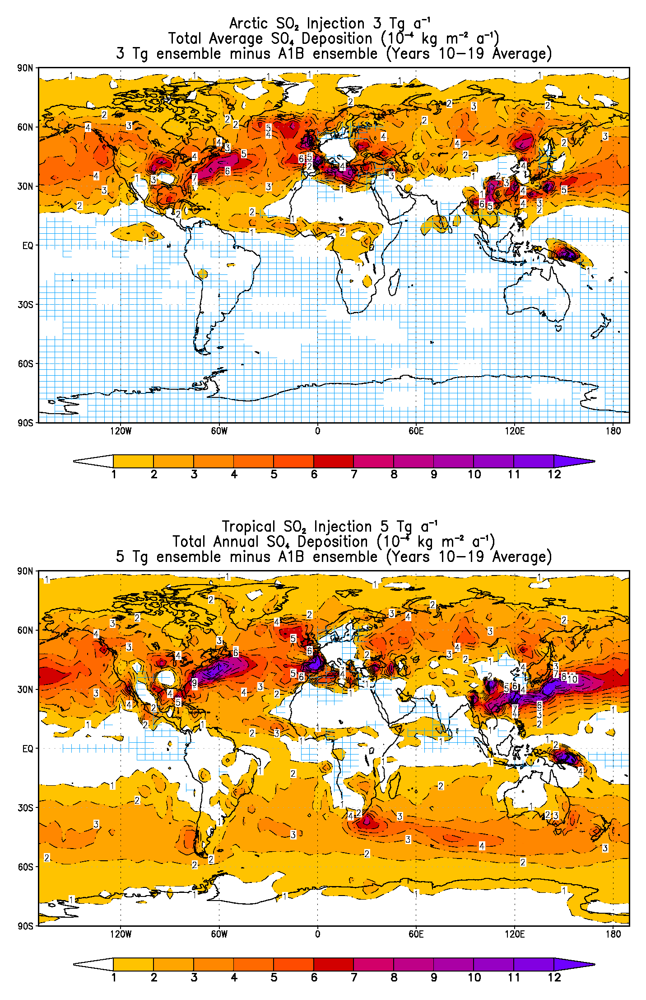 Arctic SO₂ Injection 3 Tg a⁻¹
Total Average SO₄ Deposition (10⁻⁴ kg m⁻² a⁻¹)
3 Tg ensemble minus A1B ensemble (Years 10−19 Average)
90N
60N
30N
EQ
30S
60S
90S
120W 60W 0 60E 120E 180
1 2 3 4 5 6 7 8 9 10 11 12
Tropical SO₂ Injection 5 Tg a⁻¹
Total Annual SO₄ Deposition (10⁻⁴ kg m⁻² a⁻¹)
5 Tg ensemble minus A1B ensemble (Years 10−19 Average)
90N
60N
30N
EQ
30S
60S
90S
120W 60W 0 60E 120E 180
1 2 3 4 5 6 7 8 9 10 11 12